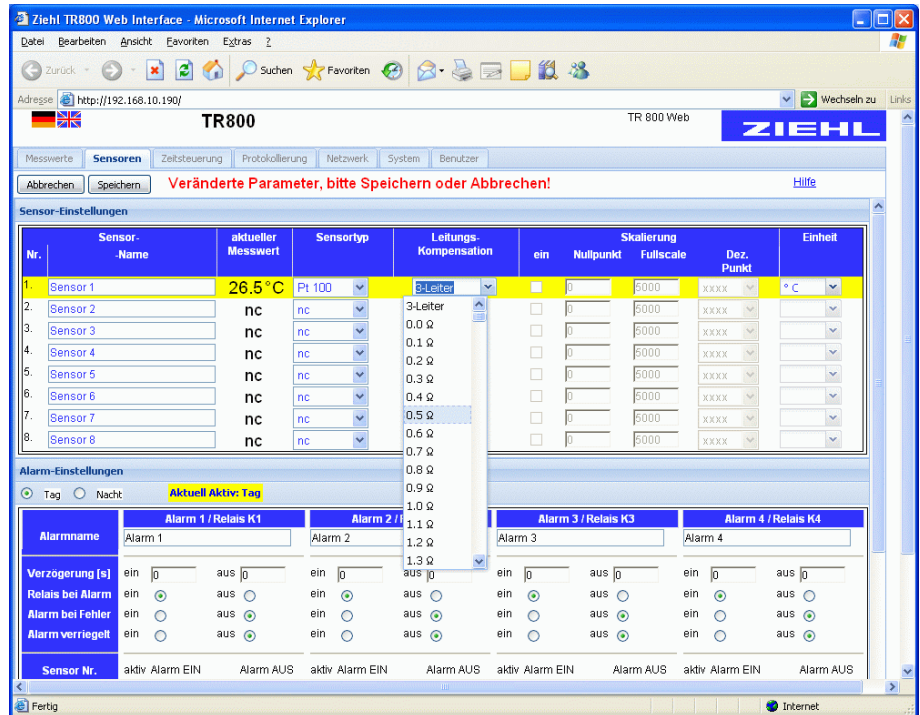 Ziehl TR800 Web Interface - Microsoft Internet Explorer
Datei Bearbeiten Ansicht Favoriten Extras ?
Zurück Suchen Favoriten
Adresse http://192.168.10.190/ Wechseln zu Links
TR800 TR 800 Web ZIEHL
Messwerte Sensoren Zeitsteuerung Protokollierung Netzwerk System Benutzer
Abbrechen Speichern Veränderte Parameter, bitte Speichern oder Abbrechen! Hilfe
Sensor-Einstellungen
Sensor- aktueller Sensortyp Leitungs- Skalierung Einheit
Nr. -Name Messwert Kompensation ein Nullpunkt Fullscale Dez.
Punkt
1. Sensor 1 26.5°C Pt 100 3-Leiter 0 5000 xxxx ° C
2. Sensor 2 nc nc 3-Leiter 0 5000 xxxx
0.0 Ω
3. Sensor 3 nc nc 0.1 Ω 0 5000 xxxx
4. Sensor 4 nc nc 0.2 Ω 0 5000 xxxx
5. Sensor 5 nc nc 0.3 Ω 0 5000 xxxx
6. Sensor 6 nc nc 0.4 Ω 0 5000 xxxx
7. Sensor 7 nc nc 0.5 Ω 0 5000 xxxx
8. Sensor 8 nc nc 0.6 Ω 0 5000 xxxx
0.7 Ω
0.8 Ω
0.9 Ω
1.0 Ω
1.1 Ω
1.2 Ω
1.3 Ω
Alarm-Einstellungen
Tag Nacht Aktuell Aktiv: Tag
Alarm 1 / Relais K1 Alarm 2 / Alarm 3 / Relais K3 Alarm 4 / Relais K4
Alarmname Alarm 1 Alarm 2 Alarm 3 Alarm 4
Verzögerung [s] ein 0 aus 0 ein 0 aus 0 ein 0 aus 0 ein 0 aus 0
Relais bei Alarm ein aus ein aus ein aus ein aus
Alarm bei Fehler ein aus ein aus ein aus ein aus
Alarm verriegelt ein aus ein aus ein aus ein aus
Sensor Nr. aktiv Alarm EIN Alarm AUS aktiv Alarm EIN Alarm AUS aktiv Alarm EIN Alarm AUS aktiv Alarm EIN Alarm AUS
Fertig Internet